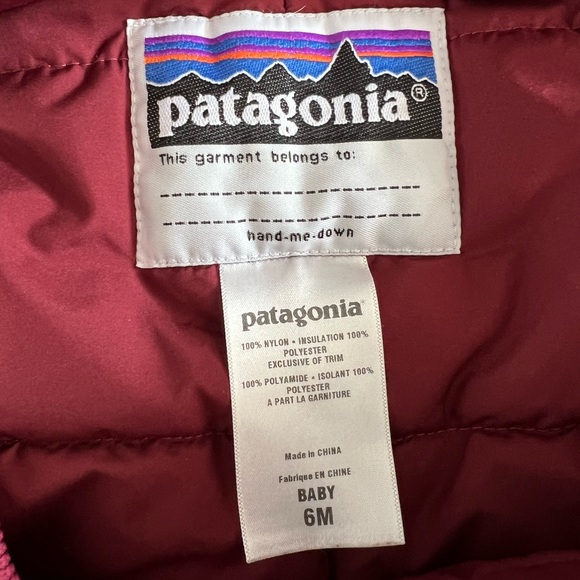 patagonia®
This garment belongs to:
hand-me-down
patagonia®
100% NYLON • INSULATION 100%
POLYESTER
EXCLUSIVE OF TRIM
100% POLYAMIDE • ISOLANT 100%
POLYESTER
A PART LA GARNITURE
Made in CHINA
Fabrique EN CHINE
BABY
6M